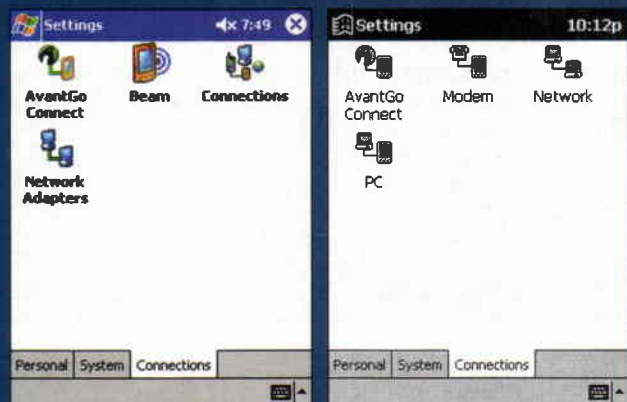 Settings 7:49
AvantGo
Connect
Beam
Connections
Network
Adapters
Personal System Connections
Settings 10:12p
AvantGo
Connect
Modem
Network
PC
Personal System Connections